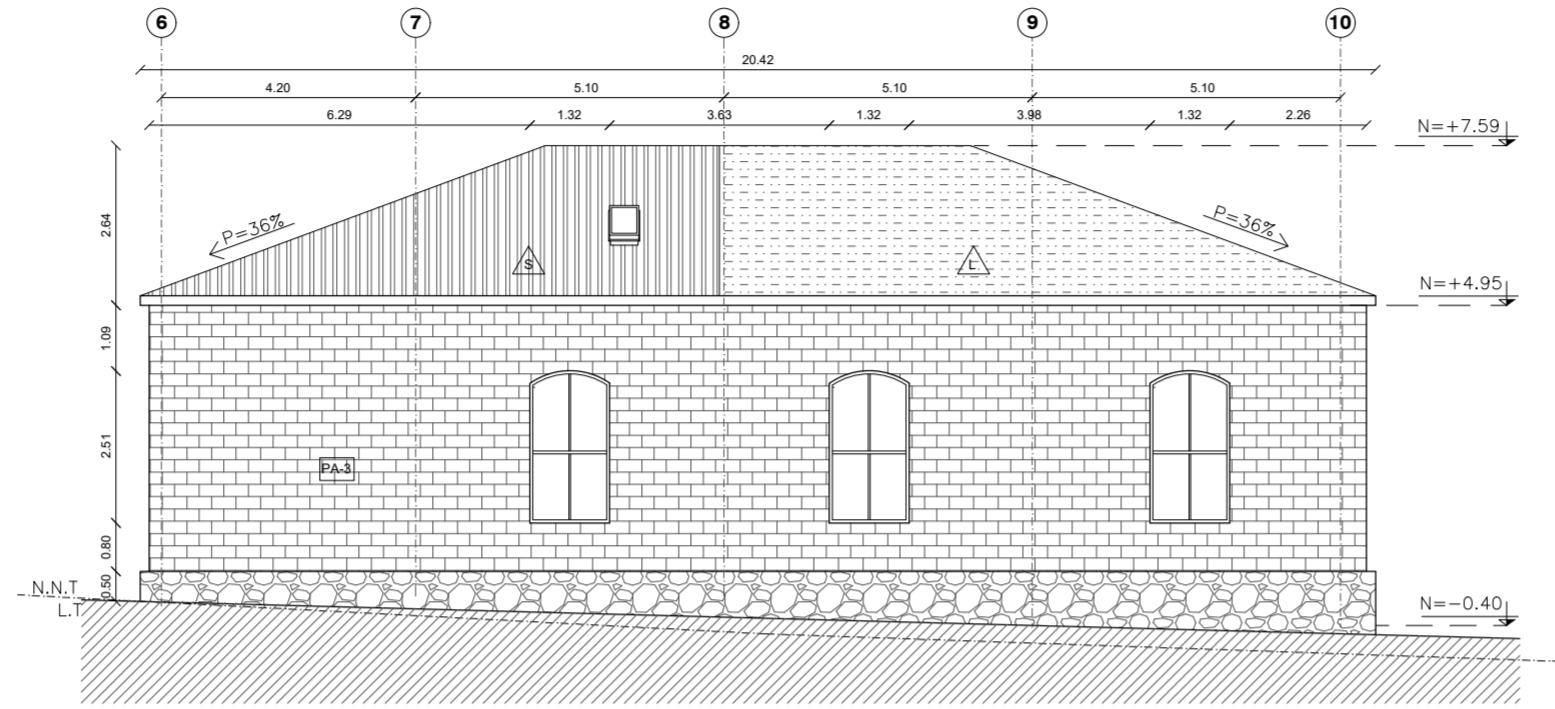 6 7 8 9 10
20.42
4.20 5.10 5.10 5.10
6.29 1.32 3.63 1.32 3.98 1.32 2.26
N=+7.59
2.64
P=36% P=36%
S L
N=+4.95
1.09
2.51
PA-3
0.80
0.50
N.N.T
L.T
N=−0.40